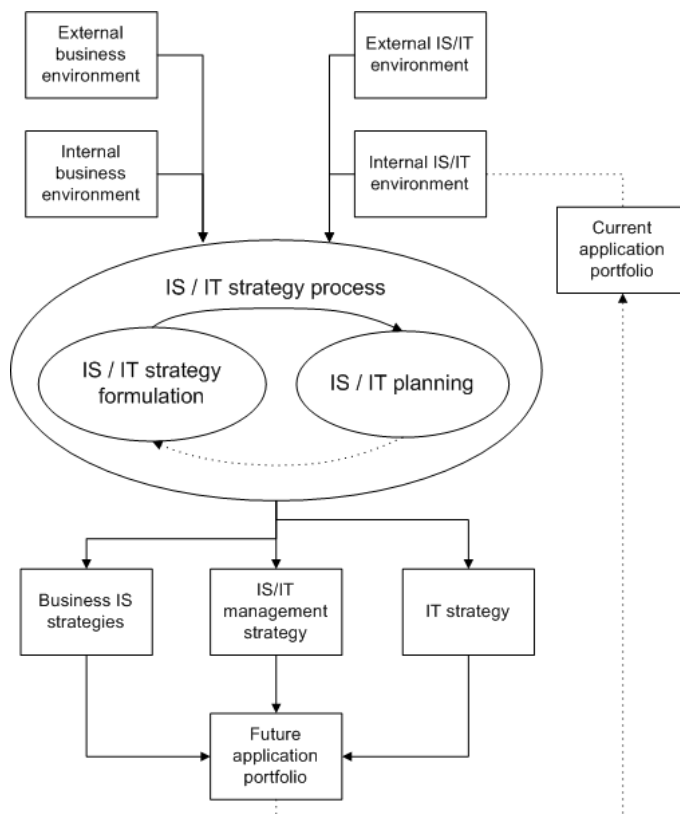 External
business
environment
External IS/IT
environment
Internal
business
environment
Internal IS/IT
environment
Current
application
portfolio
IS / IT strategy process
IS / IT strategy
formulation
IS / IT planning
Business IS
strategies
IS/IT
management
strategy
IT strategy
Future
application
portfolio